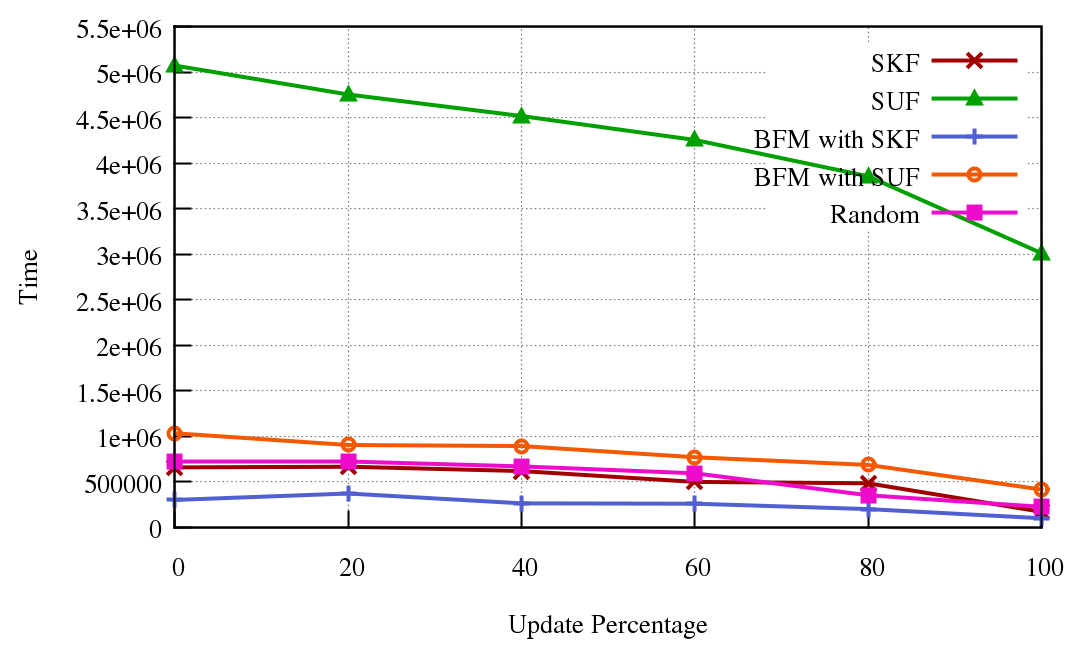 5.5e+06
5e+06
4.5e+06
4e+06
3.5e+06
3e+06
2.5e+06
2e+06
1.5e+06
1e+06
500000
0
Time
SKF
SUF
BFM with SKF
BFM with SUF
Random
0 20 40 60 80 100
Update Percentage